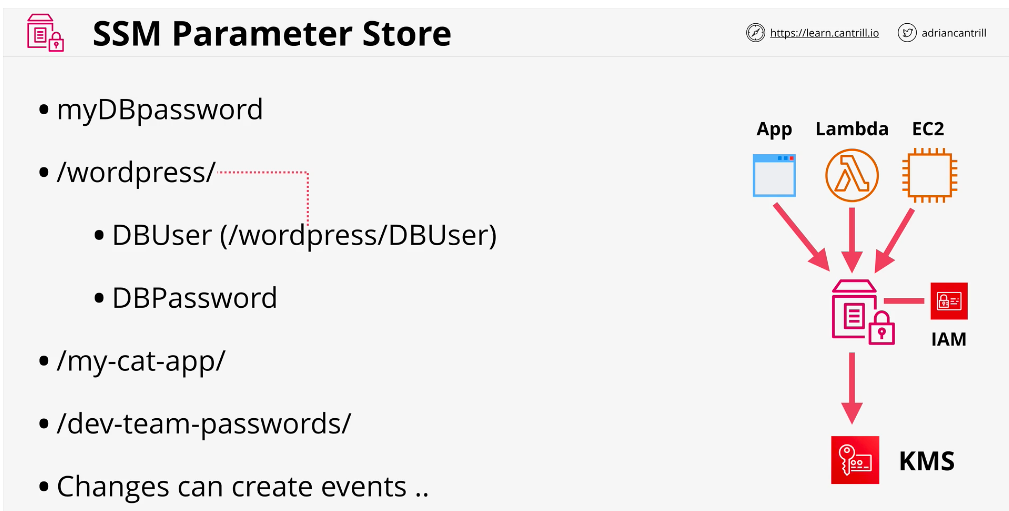 SSM Parameter Store
https://learn.cantrill.io
adriancantrill
• myDBpassword
• /wordpress/
• DBUser (/wordpress/DBUser)
• DBPassword
• /my-cat-app/
• /dev-team-passwords/
• Changes can create events ..
App
Lambda
EC2
IAM
KMS